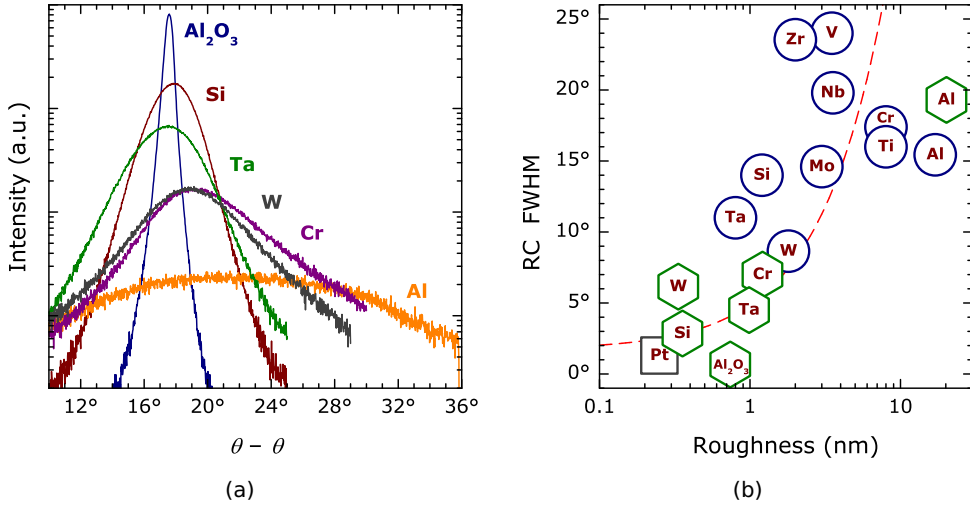 Intensity (a.u.)
Al₂O₃
Si
Ta
W
Cr
Al
12° 16° 20° 24° 28° 32° 36°
θ − θ
(a)
RC FWHM
25°
20°
15°
10°
5°
0°
Zr
V
Nb
Al
Cr
Ti
Al
Mo
Si
Ta
W
Cr
W
Ta
Si
Pt
Al₂O₃
0.1 1 10
Roughness (nm)
(b)